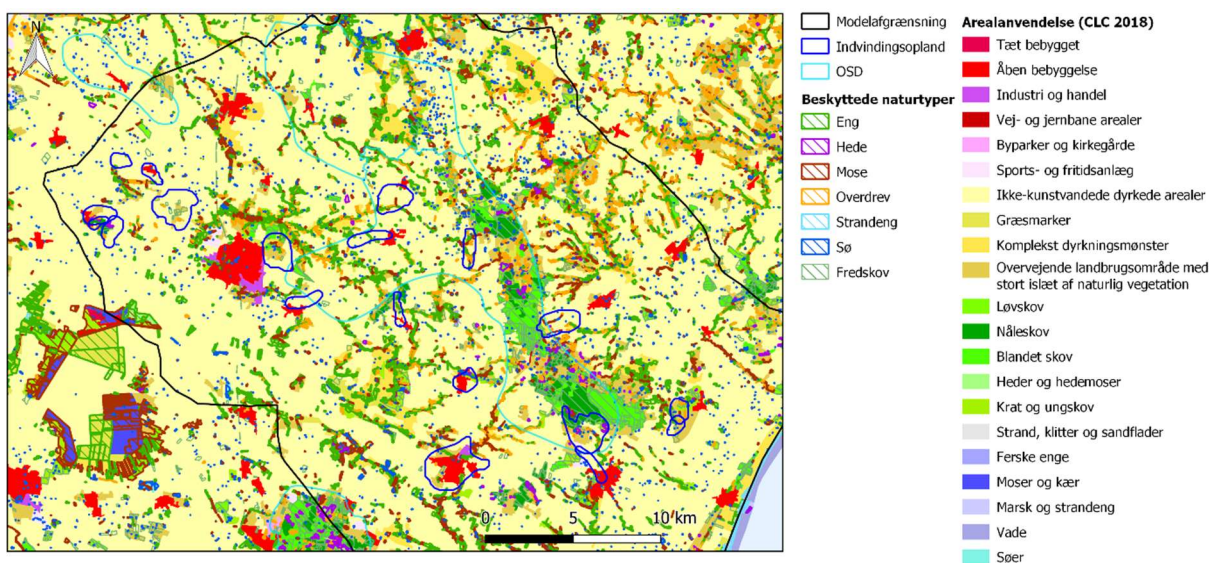 N
0 5 10 km
Modelafgrænsning
Indvindingsopland
OSD
Beskyttede naturtyper
Eng
Hede
Mose
Overdrev
Strandeng
Sø
Fredskov
Arealanvendelse (CLC 2018)
Tæt bebygget
Åben bebyggelse
Industri og handel
Vej- og jernbane arealer
Byparker og kirkegårde
Sports- og fritidsanlæg
Ikke-kunstvandede dyrkede arealer
Græsmarker
Komplekst dyrkningsmønster
Overvejende landbrugsområde med
stort islæt af naturlig vegetation
Løvskov
Nåleskov
Blandet skov
Heder og hedemoser
Krat og ungskov
Strand, klitter og sandflader
Ferske enge
Moser og kær
Marsk og strandeng
Vade
Søer